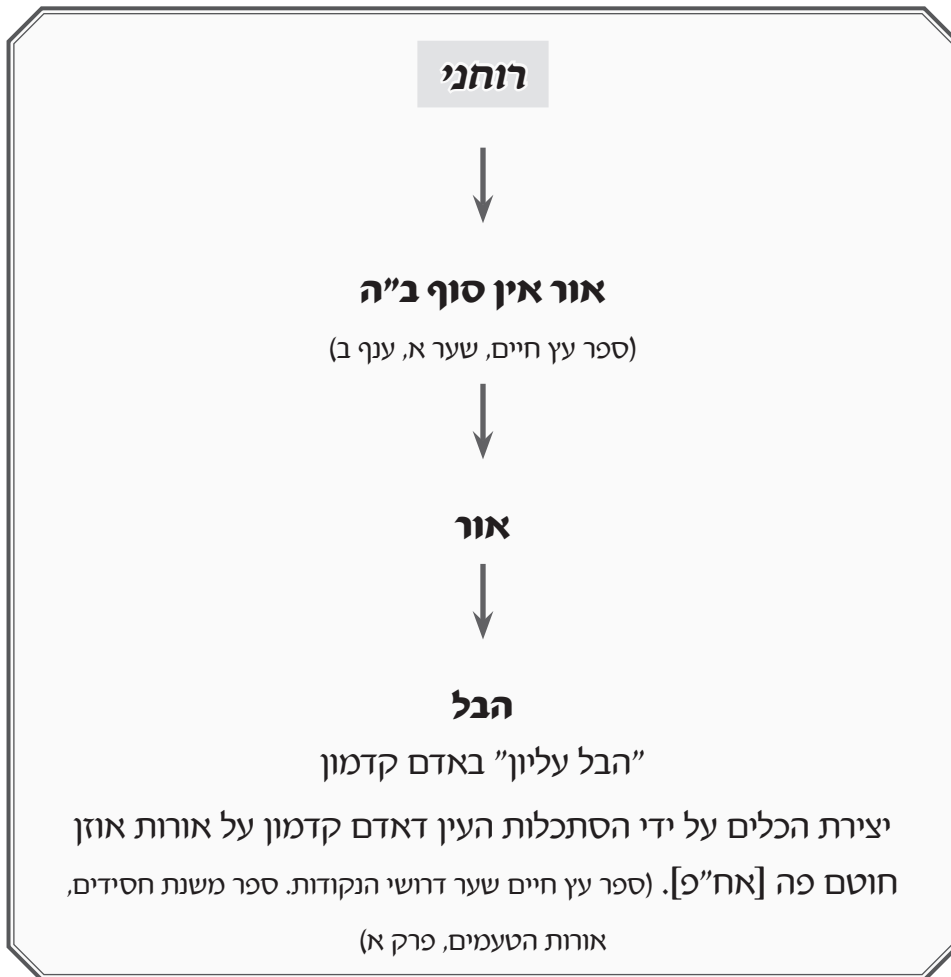 רוחני
אור אין סוף ב"ה
(ספר עץ חיים, שער א, ענף ב)
אור
הבל
"הבל עליון" באדם קדמון
יצירת הכלים על ידי הסתכלות העין דאדם קדמון על אורות אוזן
חוטם פה [אח"פ]. (ספר עץ חיים שער דרושי הנקודות. ספר משנת חסידים,
אורות הטעמים, פרק א)